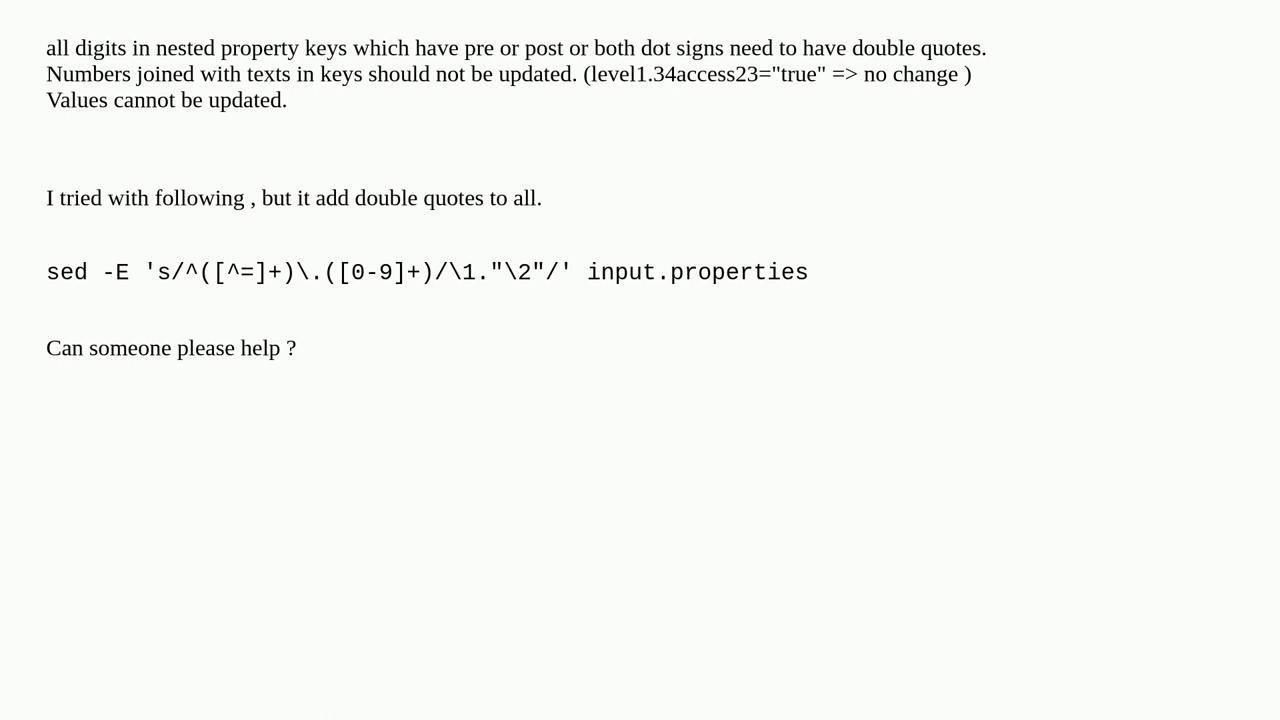 all digits in nested property keys which have pre or post or both dot signs need to have double quotes.
Numbers joined with texts in keys should not be updated. (level1.34access23="true" => no change )
Values cannot be updated.
I tried with following , but it add double quotes to all.
sed -E 's/^([^=]+)\.([0-9]+)/\1."\2"/' input.properties
Can someone please help ?